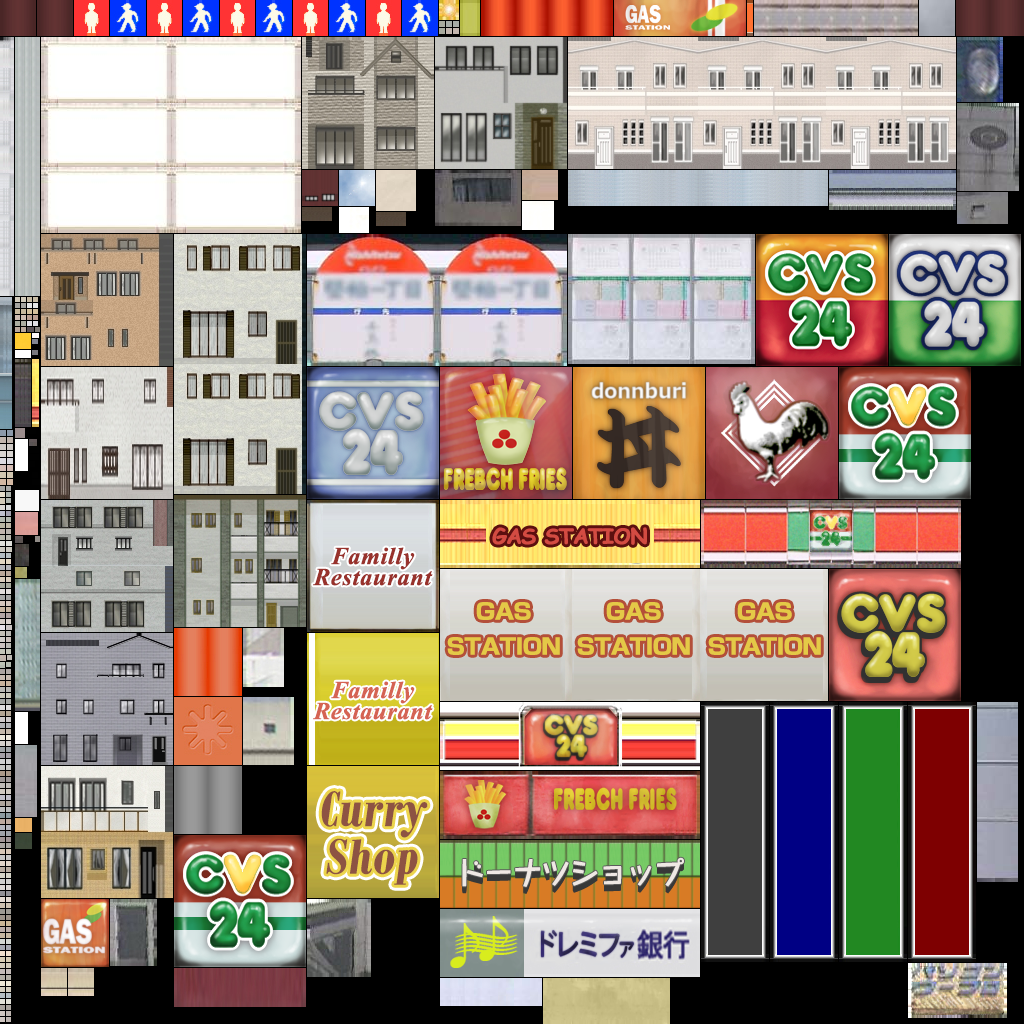 GAS
STATION
CVS
24
CVS
24
CVS
24
FREBCH FRIES
donnburi
丼
CVS
24
Familly
Restaurant
GAS STATION
CVS
24
GAS
STATION
GAS
STATION
GAS
STATION
CVS
24
Familly
Restaurant
CVS
24
FREBCH FRIES
Curry
Shop
ドーナツショップ
CVS
24
GAS
STATION
ドレミファ銀行